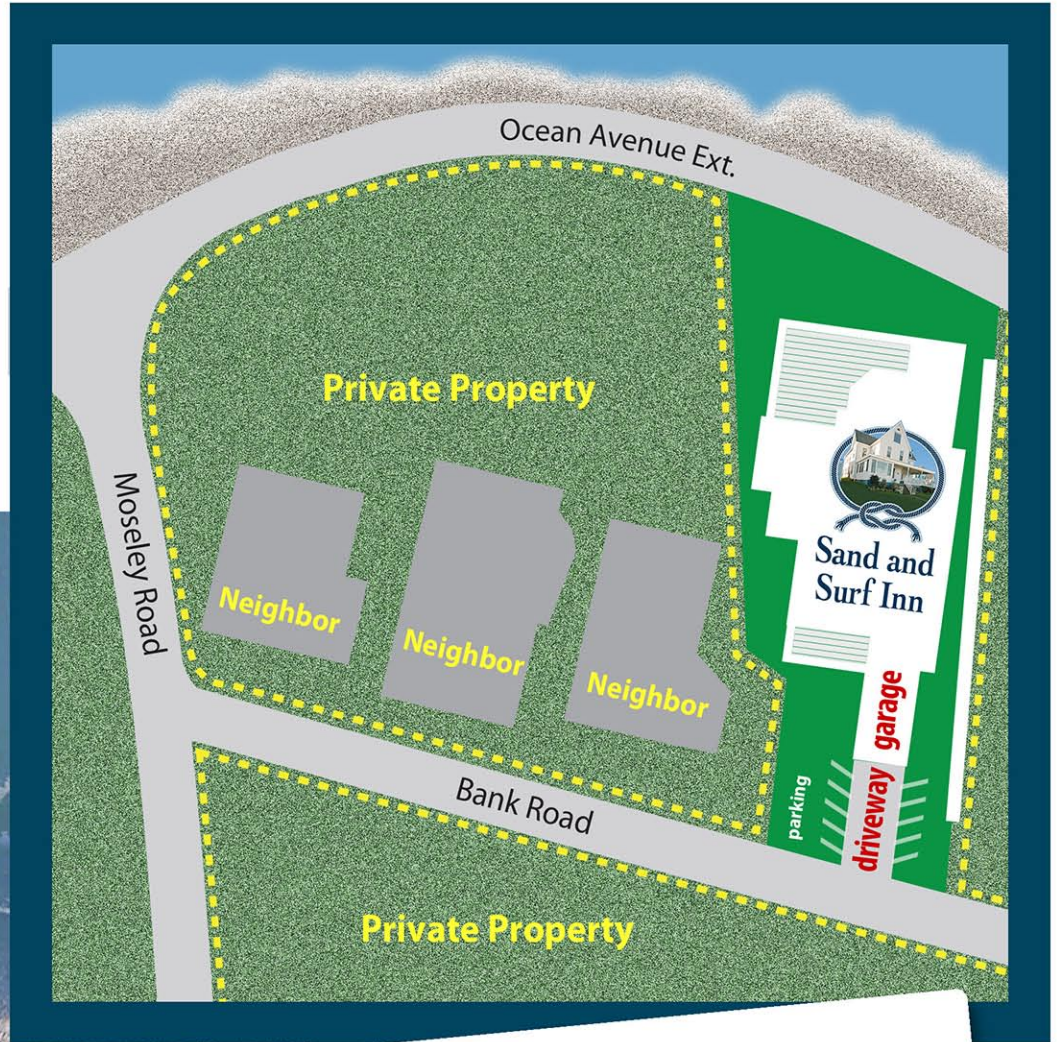 Ocean Avenue Ext.
Private Property
Moseley Road
Sand and
Surf Inn
Neighbor
Neighbor
Neighbor
garage
driveway
parking
Bank Road
Private Property